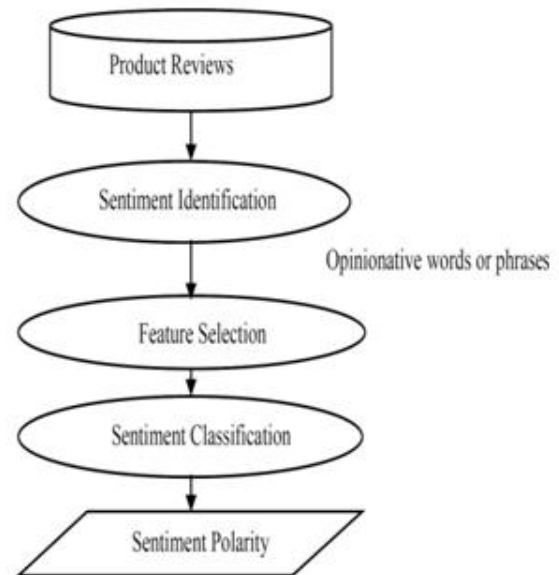 Product Reviews
Sentiment Identification
Opinionative words or phrases
Feature Selection
Sentiment Classification
Sentiment Polarity